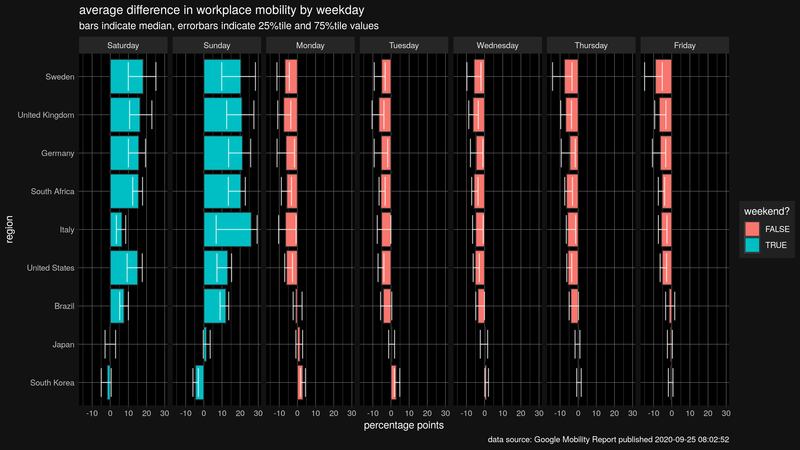 average difference in workplace mobility by weekday
bars indicate median, errorbars indicate 25%tile and 75%tile values
Saturday Sunday Monday Tuesday Wednesday Thursday Friday
Sweden
United Kingdom
Germany
South Africa
Italy
United States
Brazil
Japan
South Korea
region
-10 0 10 20 30 -10 0 10 20 30 -10 0 10 20 30 -10 0 10 20 30 -10 0 10 20 30 -10 0 10 20 30 -10 0 10 20 30
percentage points
weekend?
FALSE
TRUE
data source: Google Mobility Report published 2020-09-25 08:02:52